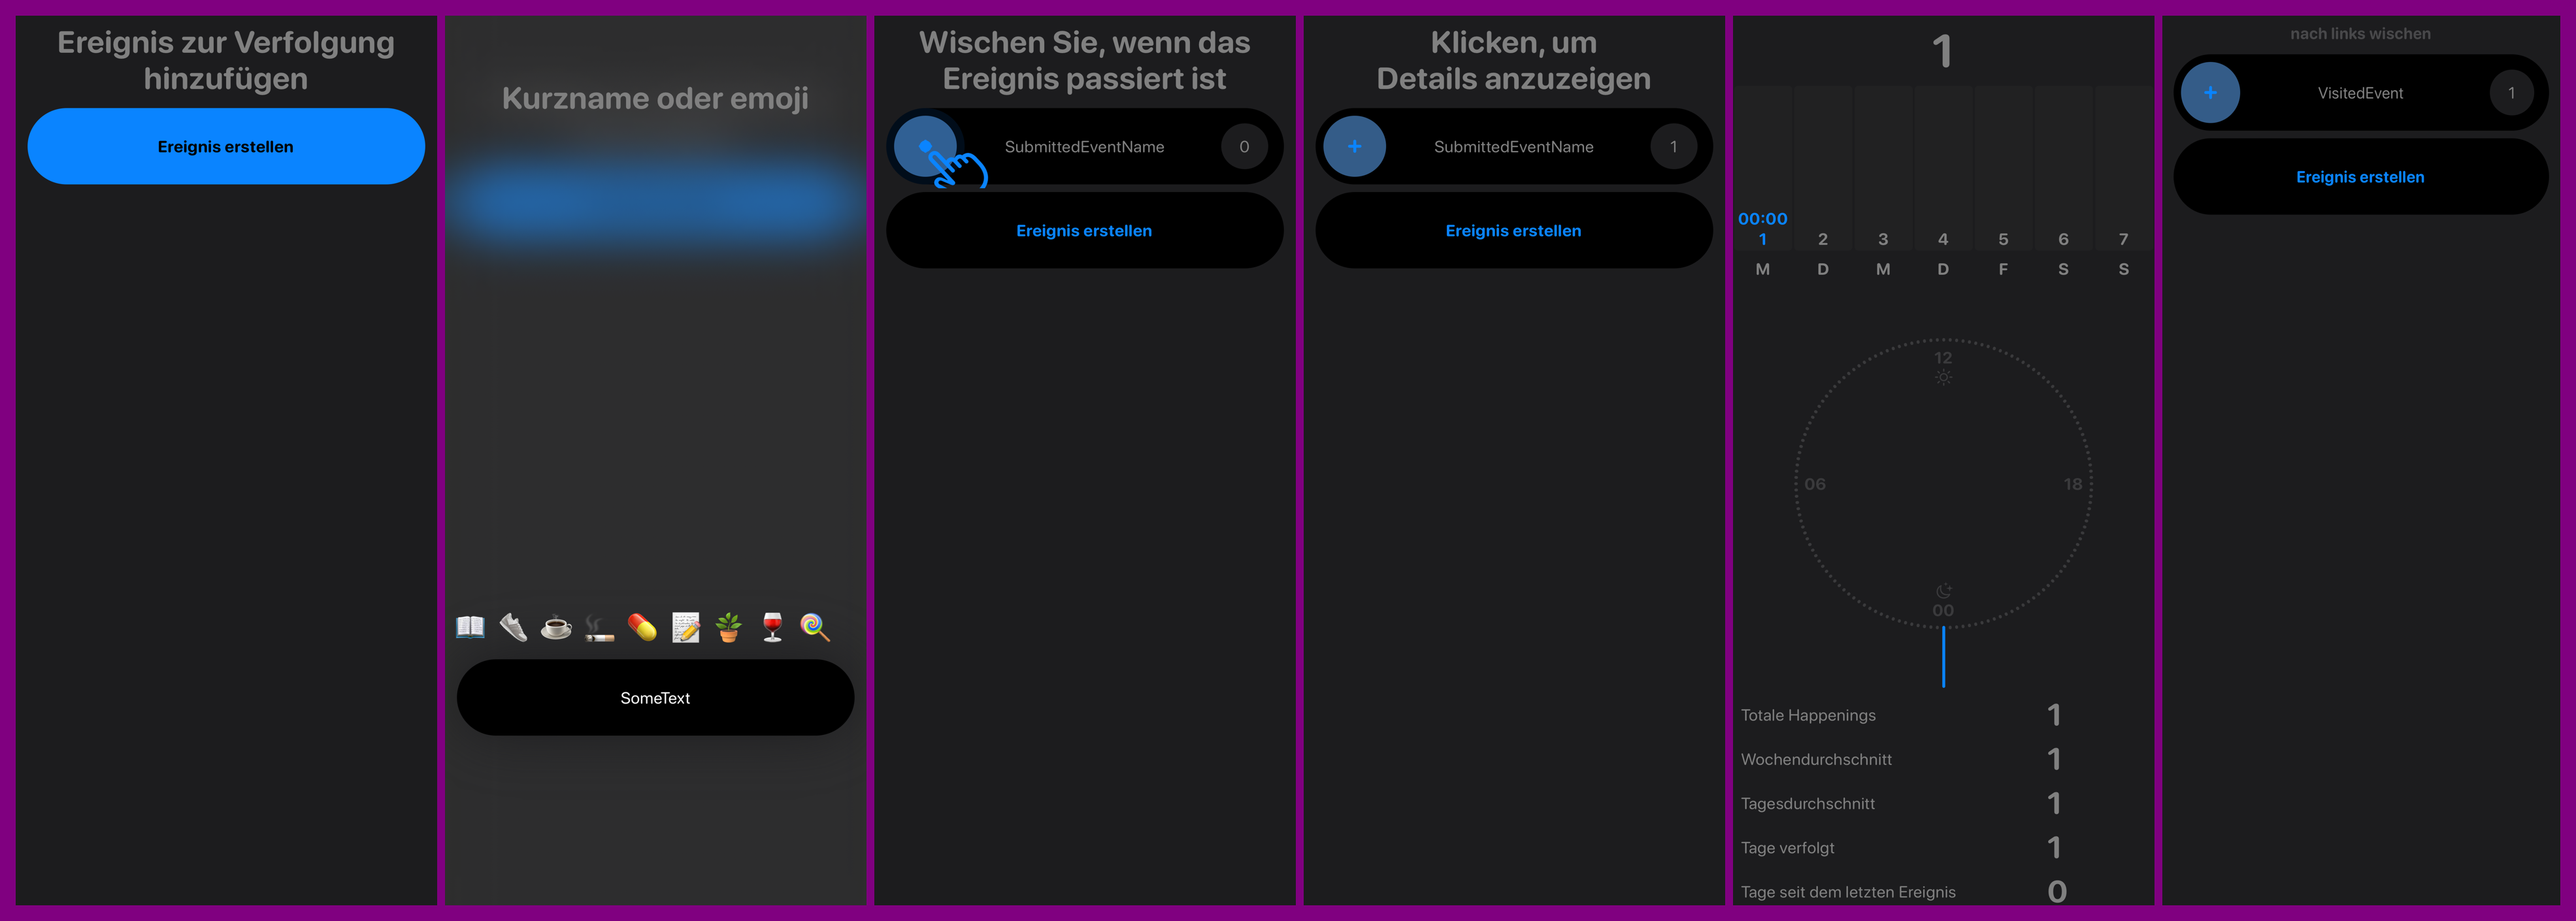 Ereignis zur Verfolgung
hinzufügen
Ereignis erstellen
Kurzname oder emoji
SomeText
Wischen Sie, wenn das
Ereignis passiert ist
SubmittedEventName 0
Ereignis erstellen
Klicken, um
Details anzuzeigen
+ SubmittedEventName 1
Ereignis erstellen
1
00:00
1 2 3 4 5 6 7
M D M D F S S
12
06 18
00
Totale Happenings 1
Wochendurchschnitt 1
Tagesdurchschnitt 1
Tage verfolgt 1
Tage seit dem letzten Ereignis 0
nach links wischen
+ VisitedEvent 1
Ereignis erstellen